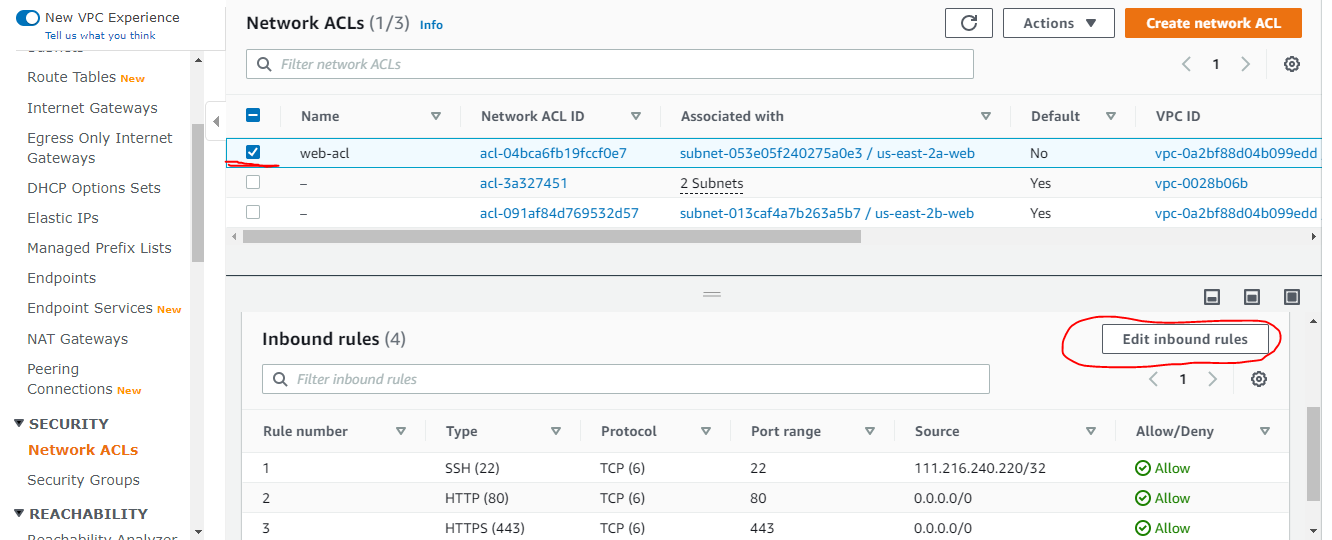 New VPC Experience
Tell us what you think
Route Tables New
Internet Gateways
Egress Only Internet
Gateways
DHCP Options Sets
Elastic IPs
Managed Prefix Lists
Endpoints
Endpoint Services New
NAT Gateways
Peering
Connections New
SECURITY
Network ACLs
Security Groups
REACHABILITY
Reachability Analyzer
Network ACLs (1/3) Info
Actions
Create network ACL
Filter network ACLs
1
Name Network ACL ID Associated with Default VPC ID
web-acl acl-04bca6fb19fccf0e7 subnet-053e05f240275a0e3 / us-east-2a-web No vpc-0a2bf88d04b099edd
– acl-3a327451 2 Subnets Yes vpc-0028b06b
– acl-091af84d769532d57 subnet-013caf4a7b263a5b7 / us-east-2b-web Yes vpc-0a2bf88d04b099edd
Inbound rules (4)
Edit inbound rules
Filter inbound rules
1
Rule number Type Protocol Port range Source Allow/Deny
1 SSH (22) TCP (6) 22 111.216.240.220/32 Allow
2 HTTP (80) TCP (6) 80 0.0.0.0/0 Allow
3 HTTPS (443) TCP (6) 443 0.0.0.0/0 Allow